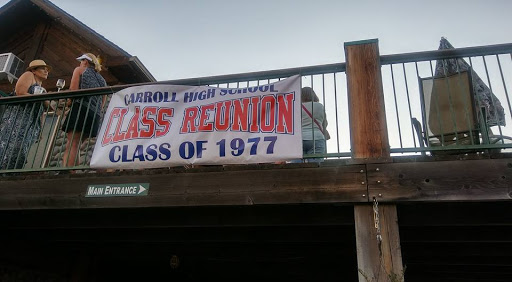 CARROLL HIGH SCHOOL
CLASS REUNION
CLASS OF 1977
MAIN ENTRANCE